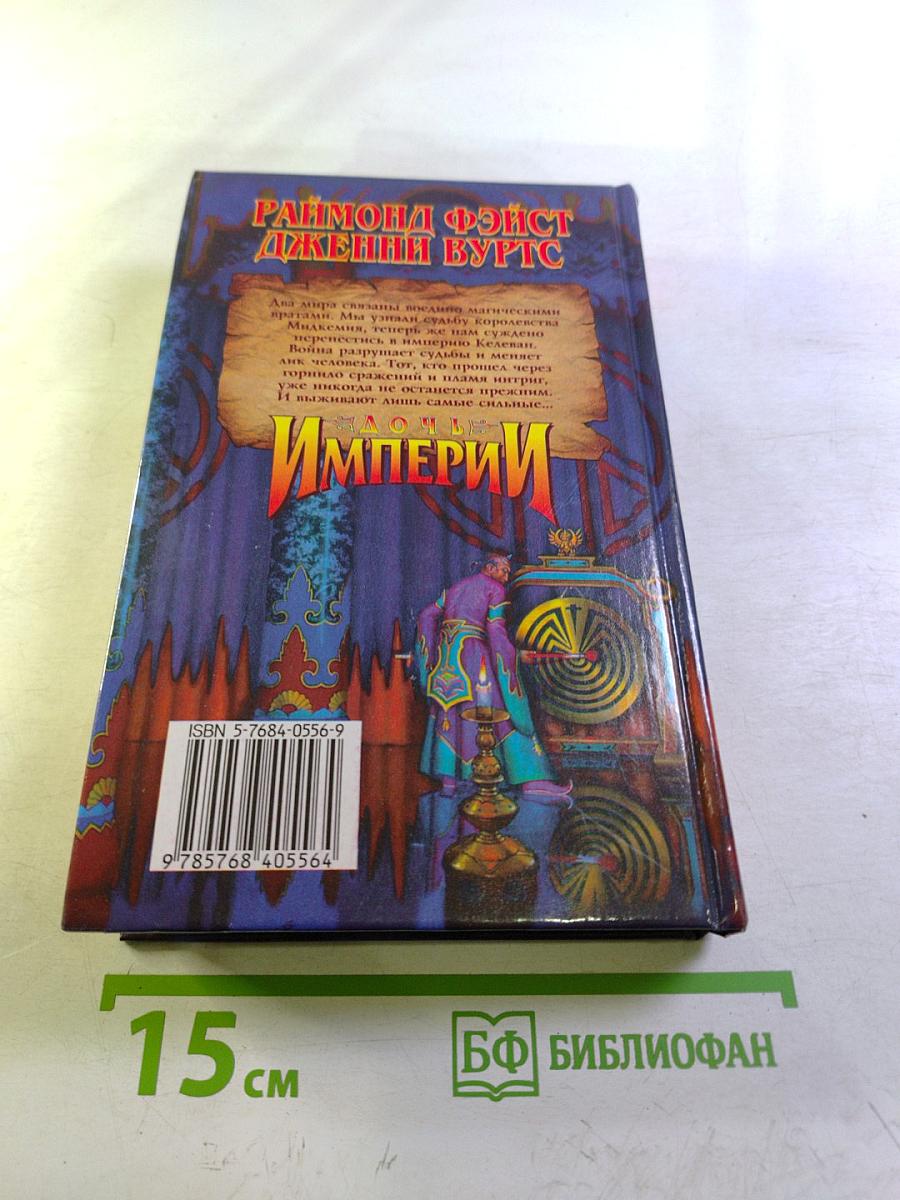 РАЙМОНД ФЭЙСТ
ДЖЕННИ ВУРТС
Два мира связаны воедино магическими
вратами. Мы узнали судьбу королевства
Мидкемия, теперь же нам суждено
перенестись в империю Келеван.
Война разрушает судьбы и меняет
лик человека. Тот, кто прошел через
горнило сражений и пламя интриг,
уже никогда не останется прежним.
И выживают лишь самые сильные...
ДОЧЬ
ИМПЕРИИ
ISBN 5-7684-0556-9
9 785768 405564
15 см
БФ БИБЛИОФАН